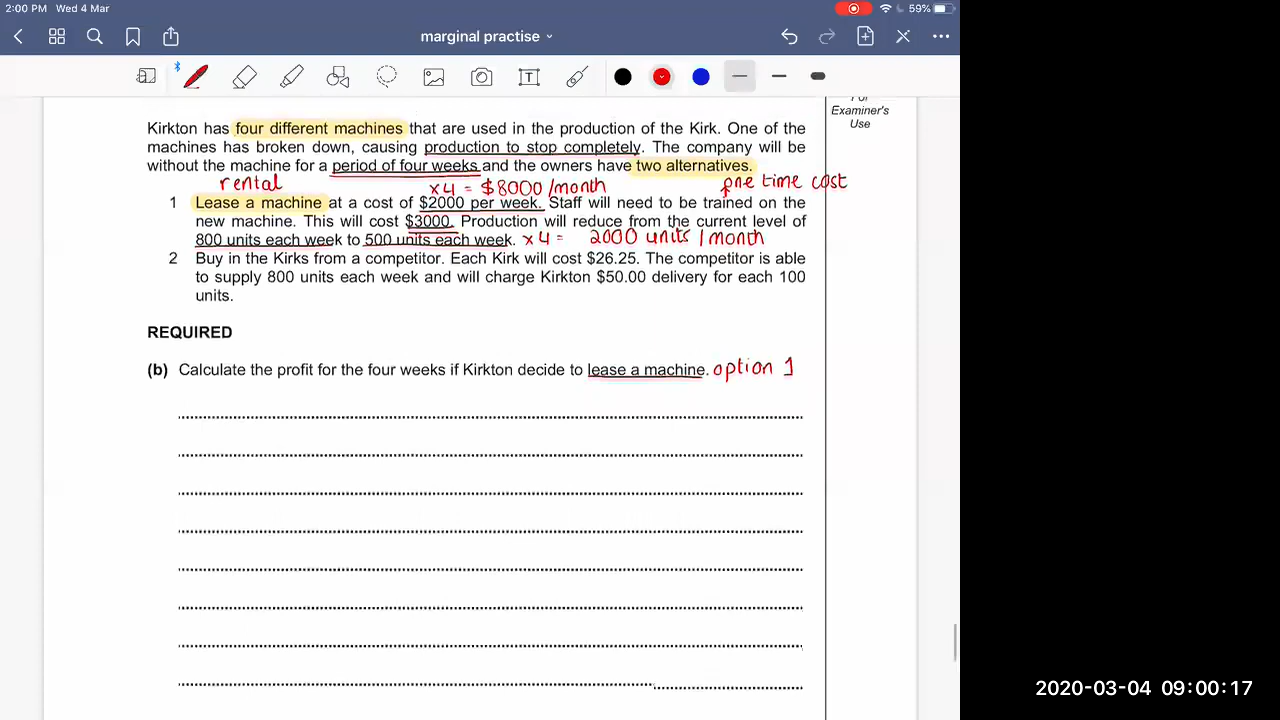 2:00 PM Wed 4 Mar
59%
marginal practise
For
Examiner's
Use
Kirkton has four different machines that are used in the production of the Kirk. One of the
machines has broken down, causing production to stop completely. The company will be
without the machine for a period of four weeks and the owners have two alternatives.
rental x4 = $8000 /month one time cost
1 Lease a machine at a cost of $2000 per week. Staff will need to be trained on the
new machine. This will cost $3000. Production will reduce from the current level of
800 units each week to 500 units each week. x4 = 2000 units / month
2 Buy in the Kirks from a competitor. Each Kirk will cost $26.25. The competitor is able
to supply 800 units each week and will charge Kirkton $50.00 delivery for each 100
units.
REQUIRED
(b) Calculate the profit for the four weeks if Kirkton decide to lease a machine. option 1
2020-03-04 09:00:17